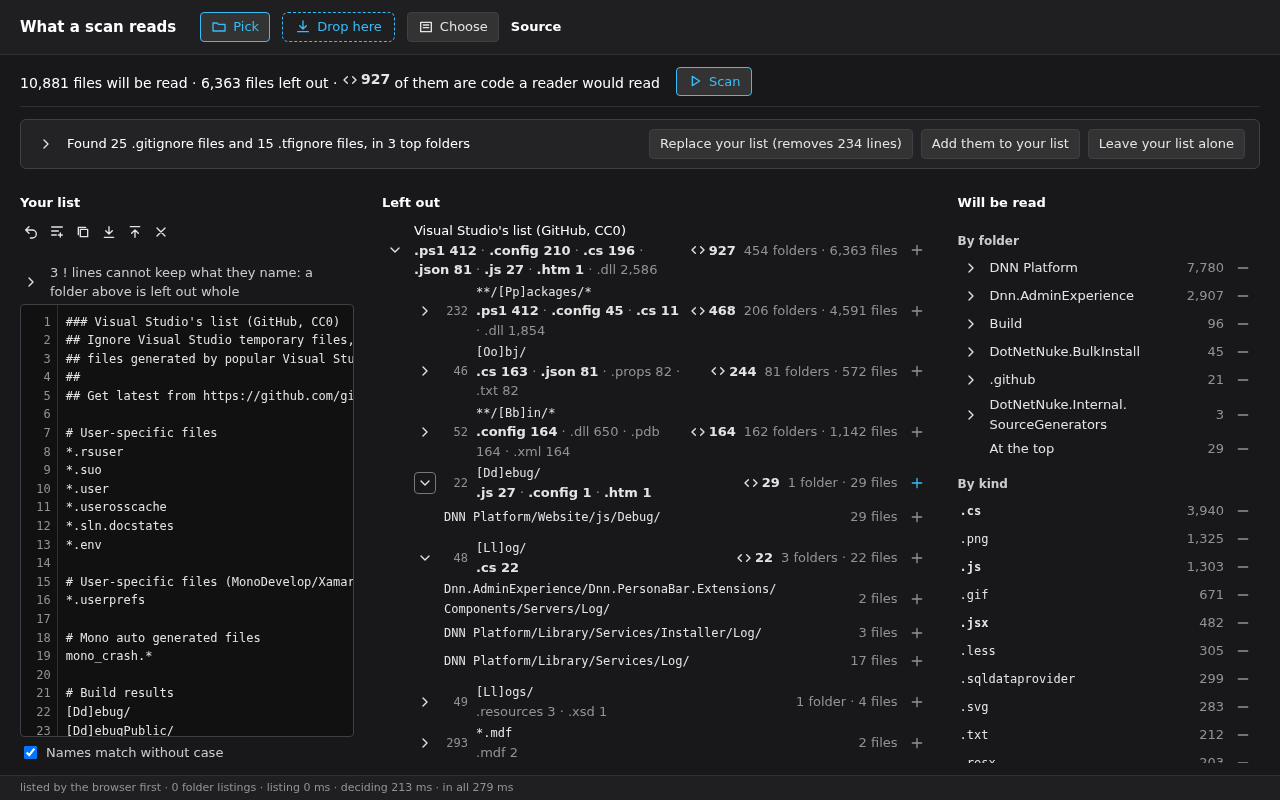 What a scan reads Pick Drop here Choose Source
10,881 files will be read · 6,363 files left out · <> 927 of them are code a reader would read Scan
Found 25 .gitignore files and 15 .tfignore files, in 3 top folders Replace your list (removes 234 lines) Add them to your list Leave your list alone
Your list
3 ! lines cannot keep what they name: a
folder above is left out whole
1 ### Visual Studio's list (GitHub, CC0)
2 ## Ignore Visual Studio temporary files,
3 ## files generated by popular Visual Stu
4 ##
5 ## Get latest from https://github.com/gi
6
7 # User-specific files
8 *.rsuser
9 *.suo
10 *.user
11 *.userosscache
12 *.sln.docstates
13 *.env
14
15 # User-specific files (MonoDevelop/Xamar
16 *.userprefs
17
18 # Mono auto generated files
19 mono_crash.*
20
21 # Build results
22 [Dd]ebug/
23 [Dd]ebugPublic/
Names match without case
Left out
Visual Studio's list (GitHub, CC0)
.ps1 412 · .config 210 · .cs 196 ·
.json 81 · .js 27 · .htm 1 · .dll 2,586
<> 927 454 folders · 6,363 files
**/[Pp]ackages/*
232 .ps1 412 · .config 45 · .cs 11
· .dll 1,854
<> 468 206 folders · 4,591 files
[Oo]bj/
46 .cs 163 · .json 81 · .props 82 ·
.txt 82
<> 244 81 folders · 572 files
**/[Bb]in/*
52 .config 164 · .dll 650 · .pdb
164 · .xml 164
<> 164 162 folders · 1,142 files
[Dd]ebug/
22 .js 27 · .config 1 · .htm 1
<> 29 1 folder · 29 files
DNN Platform/Website/js/Debug/ 29 files
[Ll]og/
48 .cs 22
<> 22 3 folders · 22 files
Dnn.AdminExperience/Dnn.PersonaBar.Extensions/
Components/Servers/Log/ 2 files
DNN Platform/Library/Services/Installer/Log/ 3 files
DNN Platform/Library/Services/Log/ 17 files
[Ll]ogs/
49 .resources 3 · .xsd 1
1 folder · 4 files
*.mdf
293 .mdf 2
2 files
Will be read
By folder
DNN Platform 7,780
Dnn.AdminExperience 2,907
Build 96
DotNetNuke.BulkInstall 45
.github 21
DotNetNuke.Internal.
SourceGenerators 3
At the top 29
By kind
.cs 3,940
.png 1,325
.js 1,303
.gif 671
.jsx 482
.less 305
.sqldataprovider 299
.svg 283
.txt 212
.resx 203
listed by the browser first · 0 folder listings · listing 0 ms · deciding 213 ms · in all 279 ms